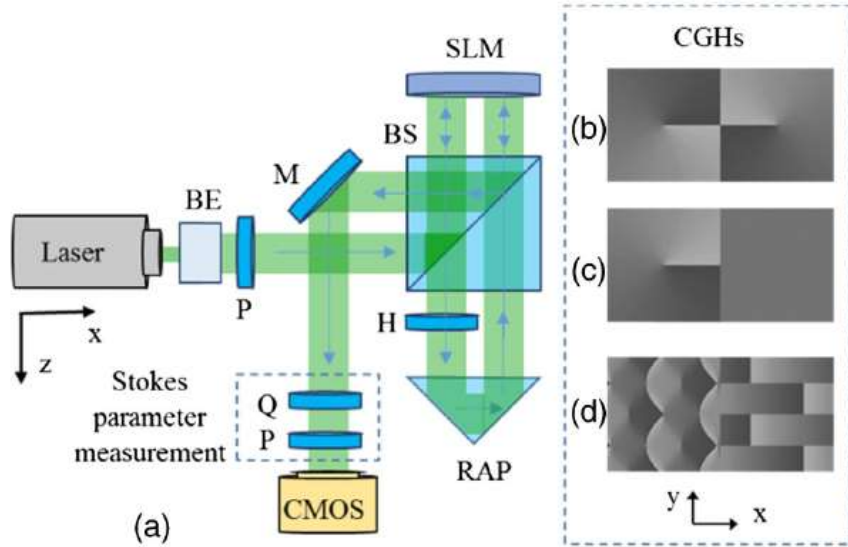 SLM
CGHs
BS
(b)
M
BE
Laser
P
(c)
x
z
H
Stokes
parameter
measurement
Q
P
(d)
RAP
CMOS
(a)
y
x